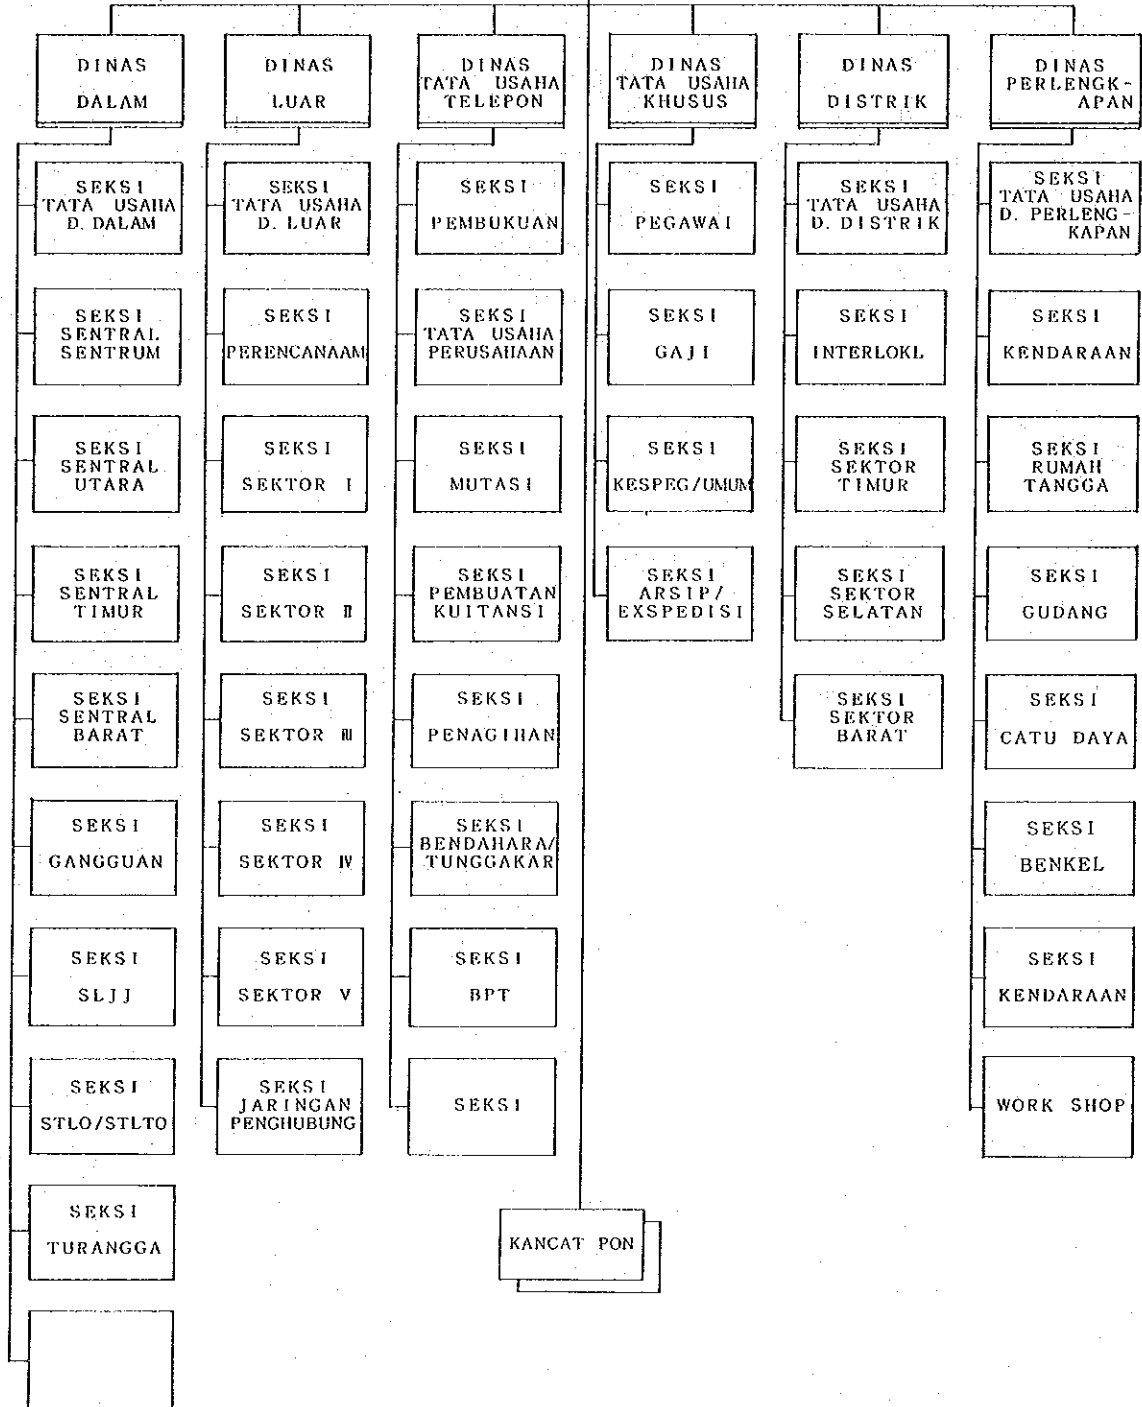 DINAS
DALAM
SEKSI
TATA USAHA
D. DALAM
SEKSI
SENTRAL
SENTRUM
SEKSI
SENTRAL
UTARA
SEKSI
SENTRAL
TIMUR
SEKSI
SENTRAL
BARAT
SEKSI
GANGGUAN
SEKSI
SLJJ
SEKSI
STLO/STLTO
SEKSI
TURANGGA
DINAS
LUAR
SEKSI
TATA USAHA
D. LUAR
SEKSI
PERENCANAAM
SEKSI
SEKTOR I
SEKSI
SEKTOR II
SEKSI
SEKTOR III
SEKSI
SEKTOR IV
SEKSI
SEKTOR V
SEKSI
JARINGAN
PENGHUBUNG
DINAS
TATA USAHA
TELEPON
SEKSI
PEMBUKUAN
SEKSI
TATA USAHA
PERUSAHAAN
SEKSI
MUTASI
SEKSI
PEMBUATAN
KUITANSI
SEKSI
PENAGIHAN
SEKSI
BENDAHARA/
TUNGGAKAR
SEKSI
BPT
SEKSI
DINAS
TATA USAHA
KHUSUS
SEKSI
PEGAWAI
SEKSI
GAJI
SEKSI
KESPEG/UMUM
SEKSI
ARSIP/
EXSPEDISI
DINAS
DISTRIK
SEKSI
TATA USAHA
D. DISTRIK
SEKSI
INTERLOKL
SEKSI
SEKTOR
TIMUR
SEKSI
SEKTOR
SELATAN
SEKSI
SEKTOR
BARAT
DINAS
PERLENGK-
APAN
SEKSI
TATA USAHA
D. PERLENG-
KAPAN
SEKSI
KENDARAAN
SEKSI
RUMAH
TANGGA
SEKSI
GUDANG
SEKSI
CATU DAYA
SEKSI
BENKEL
SEKSI
KENDARAAN
WORK SHOP
KANCAT PON